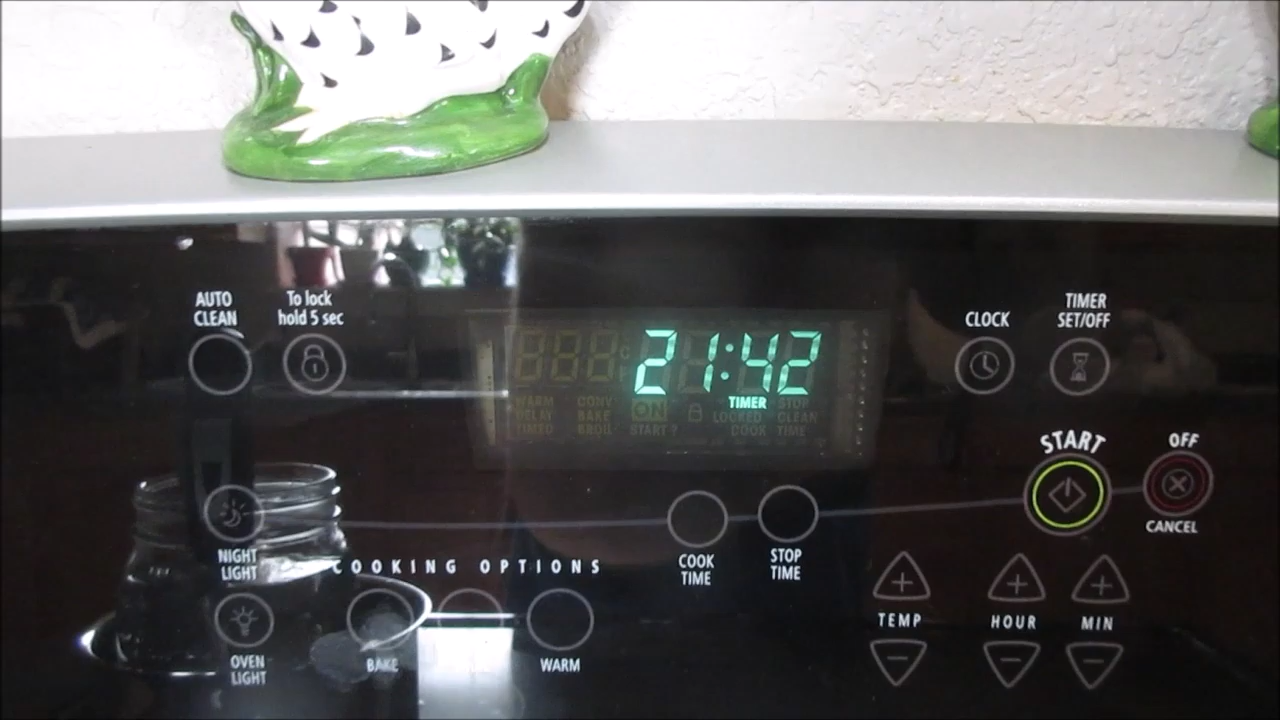 AUTO
CLEAN
To lock
hold 5 sec
CLOCK
TIMER
SET/OFF
888
21:42
TIMER
WARM
CONV
ON
LOCKED
STOP
DELAY
BAKE
CLEAN
TIMED
BROIL
START?
COOK
TIME
START
OFF
CANCEL
NIGHT
LIGHT
COOKING OPTIONS
COOK
TIME
STOP
TIME
TEMP
HOUR
MIN
OVEN
LIGHT
BAKE
WARM